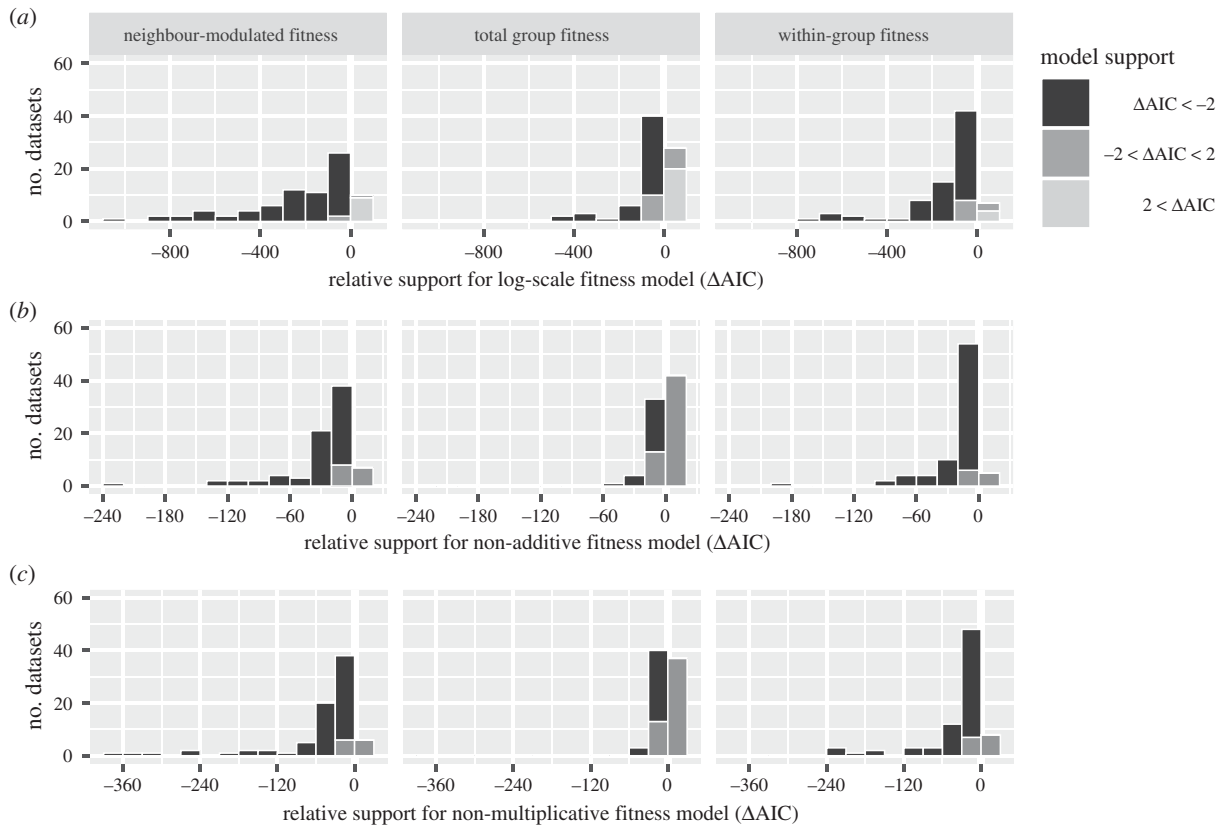 (a)
neighbour-modulated fitness
total group fitness
within-group fitness
model support
ΔAIC < –2
–2 < ΔAIC < 2
2 < ΔAIC
no. datasets
60
40
20
0
–800 –400 0
–800 –400 0
–800 –400 0
relative support for log-scale fitness model (ΔAIC)
(b)
no. datasets
60
40
20
0
–240 –180 –120 –60 0
–240 –180 –120 –60 0
–240 –180 –120 –60 0
relative support for non-additive fitness model (ΔAIC)
(c)
no. datasets
60
40
20
0
–360 –240 –120 0
–360 –240 –120 0
–360 –240 –120 0
relative support for non-multiplicative fitness model (ΔAIC)